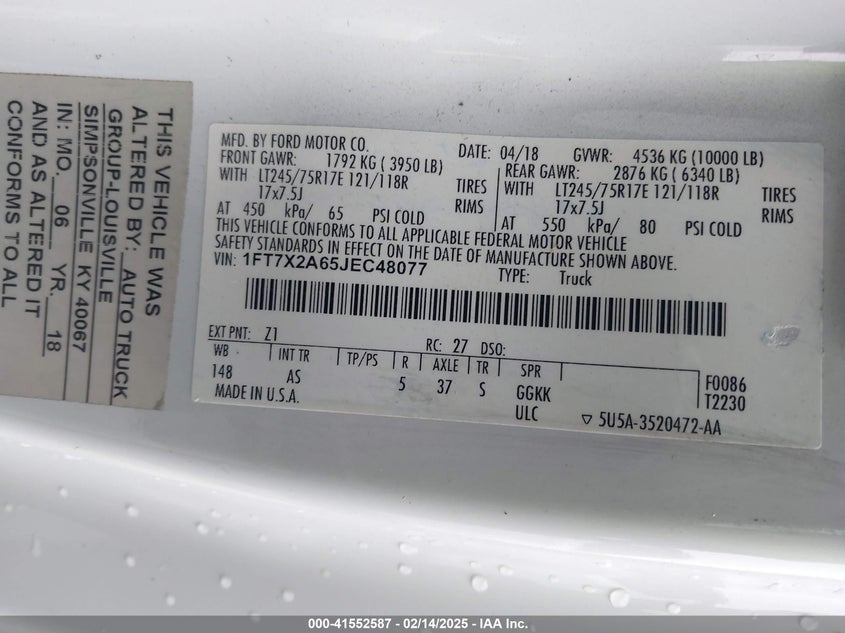 THIS VEHICLE WAS
ALTERED BY: AUTO TRUCK
GROUP-LOUISVILLE
SIMPSONVILLE KY 40067
IN: MO. 06 YR. 18
AND AS ALTERED IT
CONFORMS TO ALL
MFD. BY FORD MOTOR CO.
DATE: 04/18 GVWR: 4536 KG (10000 LB)
FRONT GAWR: 1792 KG ( 3950 LB)
REAR GAWR: 2876 KG ( 6340 LB)
WITH LT245/75R17E 121/118R TIRES
WITH LT245/75R17E 121/118R TIRES
17x7.5J RIMS
17x7.5J RIMS
AT 450 kPa/ 65 PSI COLD
AT 550 kPa/ 80 PSI COLD
THIS VEHICLE CONFORMS TO ALL APPLICABLE FEDERAL MOTOR VEHICLE
SAFETY STANDARDS IN EFFECT ON THE DATE OF MANUFACTURE SHOWN ABOVE.
VIN: 1FT7X2A65JEC48077 TYPE: Truck
EXT PNT: Z1 RC: 27 DSO:
WB INT TR TP/PS R AXLE TR SPR
148 AS 5 37 S GGKK F0086
MADE IN U.S.A. ULC T2230
▽ 5U5A-3520472-AA
000-41552587 - 02/14/2025 - IAA Inc.